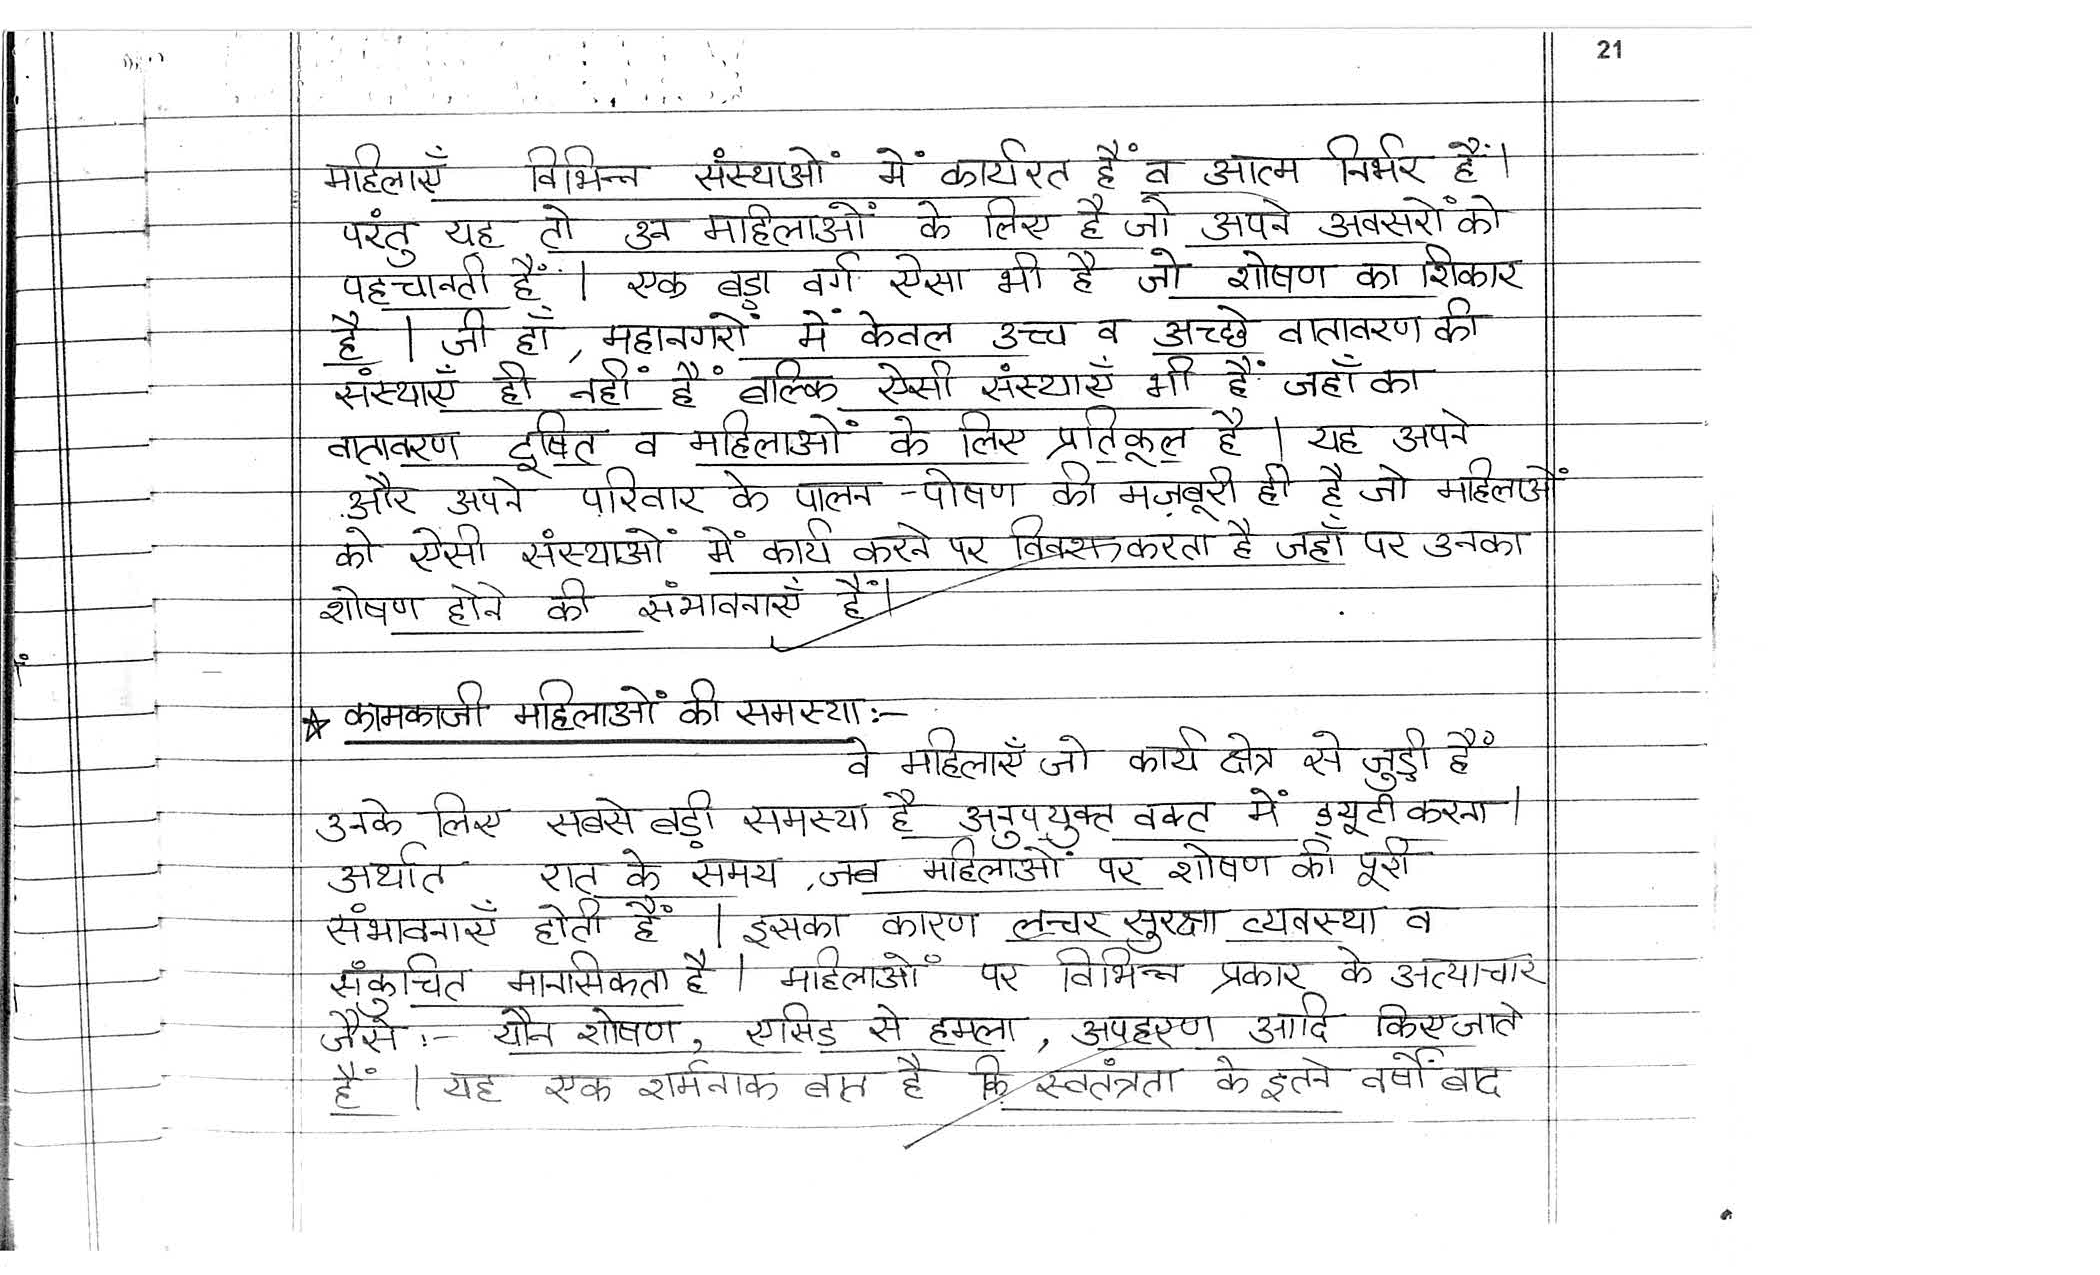 21
महिलाएँ विभिन्न संस्थाओं में कार्यरत हैं व आत्म निर्भर हैं।
परंतु यह तो उन महिलाओं के लिए है जो अपने अवसरों को
पहचानती हैं। एक बड़ा वर्ग ऐसा भी है जो शोषण का शिकार
है। जी हाँ, महानगरों में केवल उच्च व अच्छे वातावरण की
संस्थाएँ ही नहीं हैं बल्कि ऐसी संस्थाएँ भी हैं जहाँ का
वातावरण दूषित व महिलाओं के लिए प्रतिकूल है। यह अपने
और अपने परिवार के पालन-पोषण की मज़बूरी ही है जो महिलाओं
को ऐसी संस्थाओं में कार्य करने पर विवश करता है जहाँ पर उनका
शोषण होने की संभावनाएँ हैं।
★ कामकाजी महिलाओं की समस्या:-
वे महिलाएँ जो कार्य क्षेत्र से जुड़ी हैं
उनके लिए सबसे बड़ी समस्या है अनुपयुक्त वक्त में ड्यूटी करना।
अर्थात रात के समय, जब महिलाओं पर शोषण की पूरी
संभावनाएँ होती हैं। इसका कारण लच्चर सुरक्षा व्यवस्था व
संकुचित मानसिकता है। महिलाओं पर विभिन्न प्रकार के अत्याचार
जैसे:- यौन शोषण, एसिड से हमला, अपहरण आदि किए जाते
हैं। यह एक शर्मनाक बात है कि स्वतंत्रता के इतने वर्षों बाद